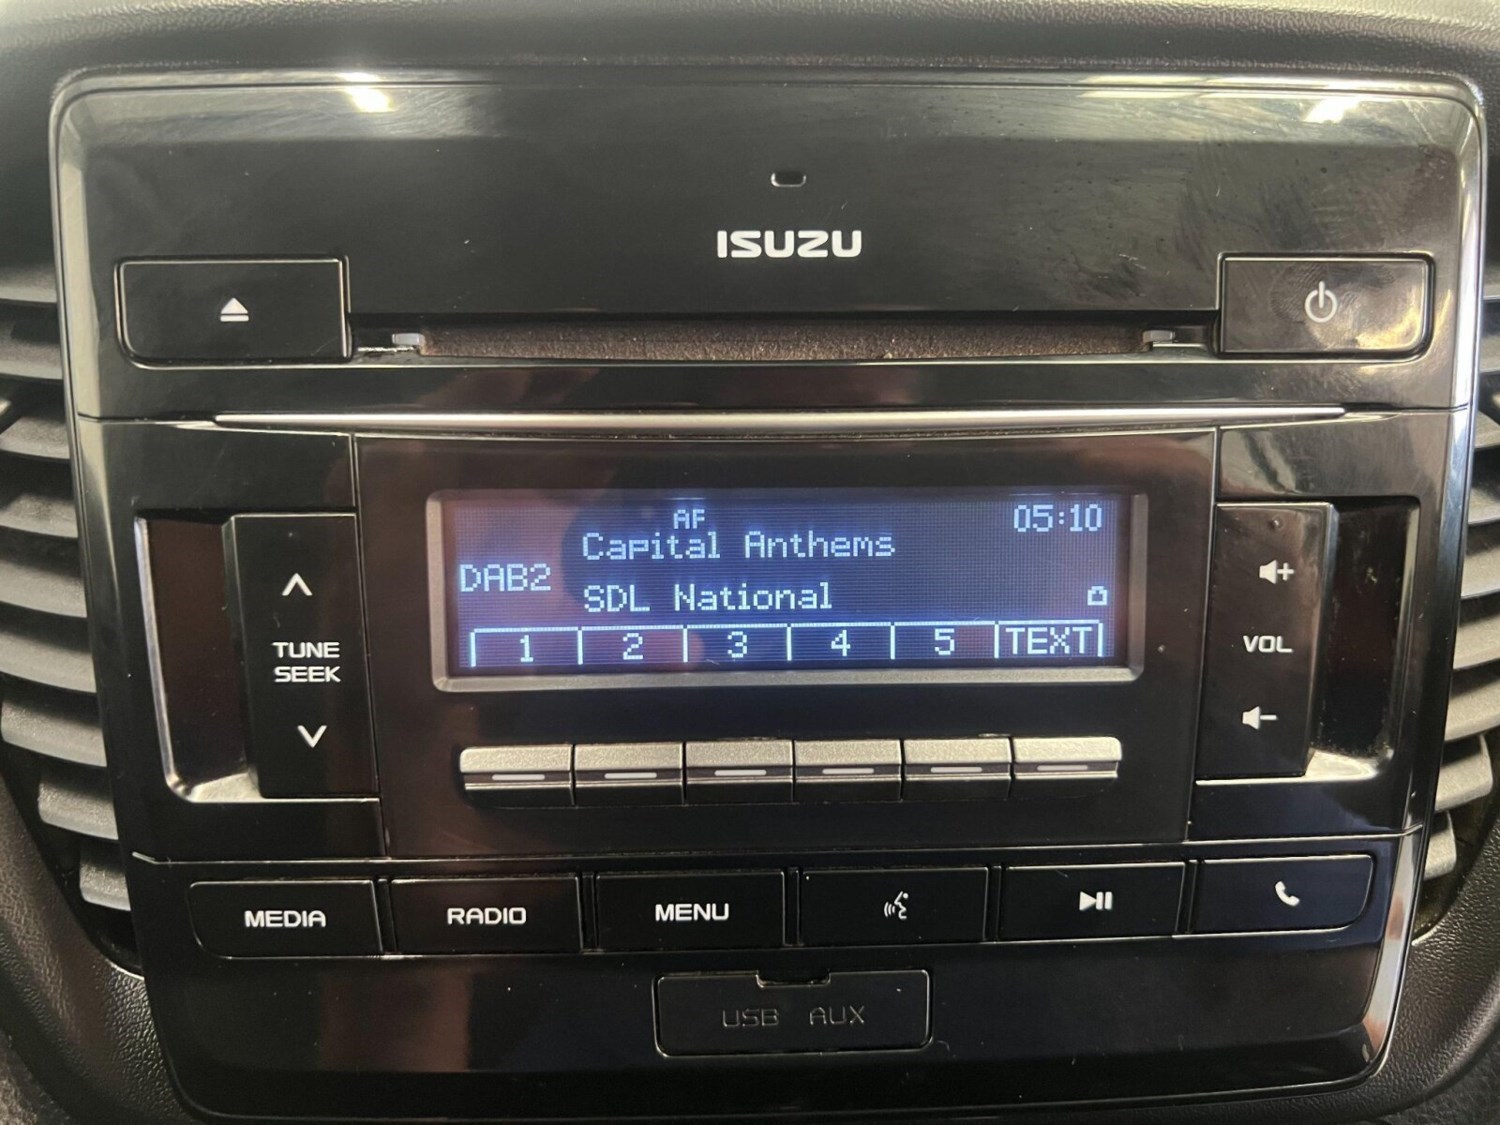 ISUZU
AF
05:10
Capital Anthems
DAB2
SDL National
1 2 3 4 5 TEXT
TUNE
SEEK
VOL
MEDIA RADIO MENU
USB AUX